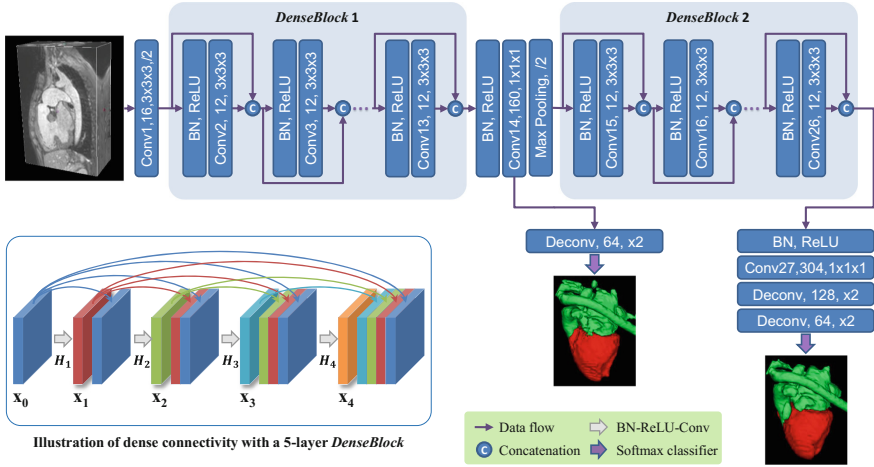 DenseBlock 1
DenseBlock 2
Conv1,16,3x3x3,/2
BN, ReLU
Conv2, 12, 3x3x3
C
BN, ReLU
Conv3, 12, 3x3x3
C
...
BN, ReLU
Conv13, 12, 3x3x3
C
BN, ReLU
Conv14,160,1x1x1
Max Pooling, /2
BN, ReLU
Conv15, 12, 3x3x3
C
BN, ReLU
Conv16, 12, 3x3x3
C
...
BN, ReLU
Conv26, 12, 3x3x3
C
Deconv, 64, x2
BN, ReLU
Conv27,304,1x1x1
Deconv, 128, x2
Deconv, 64, x2
H1
H2
H3
H4
x0
x1
x2
x3
x4
Illustration of dense connectivity with a 5-layer DenseBlock
Data flow
BN-ReLU-Conv
C Concatenation
Softmax classifier